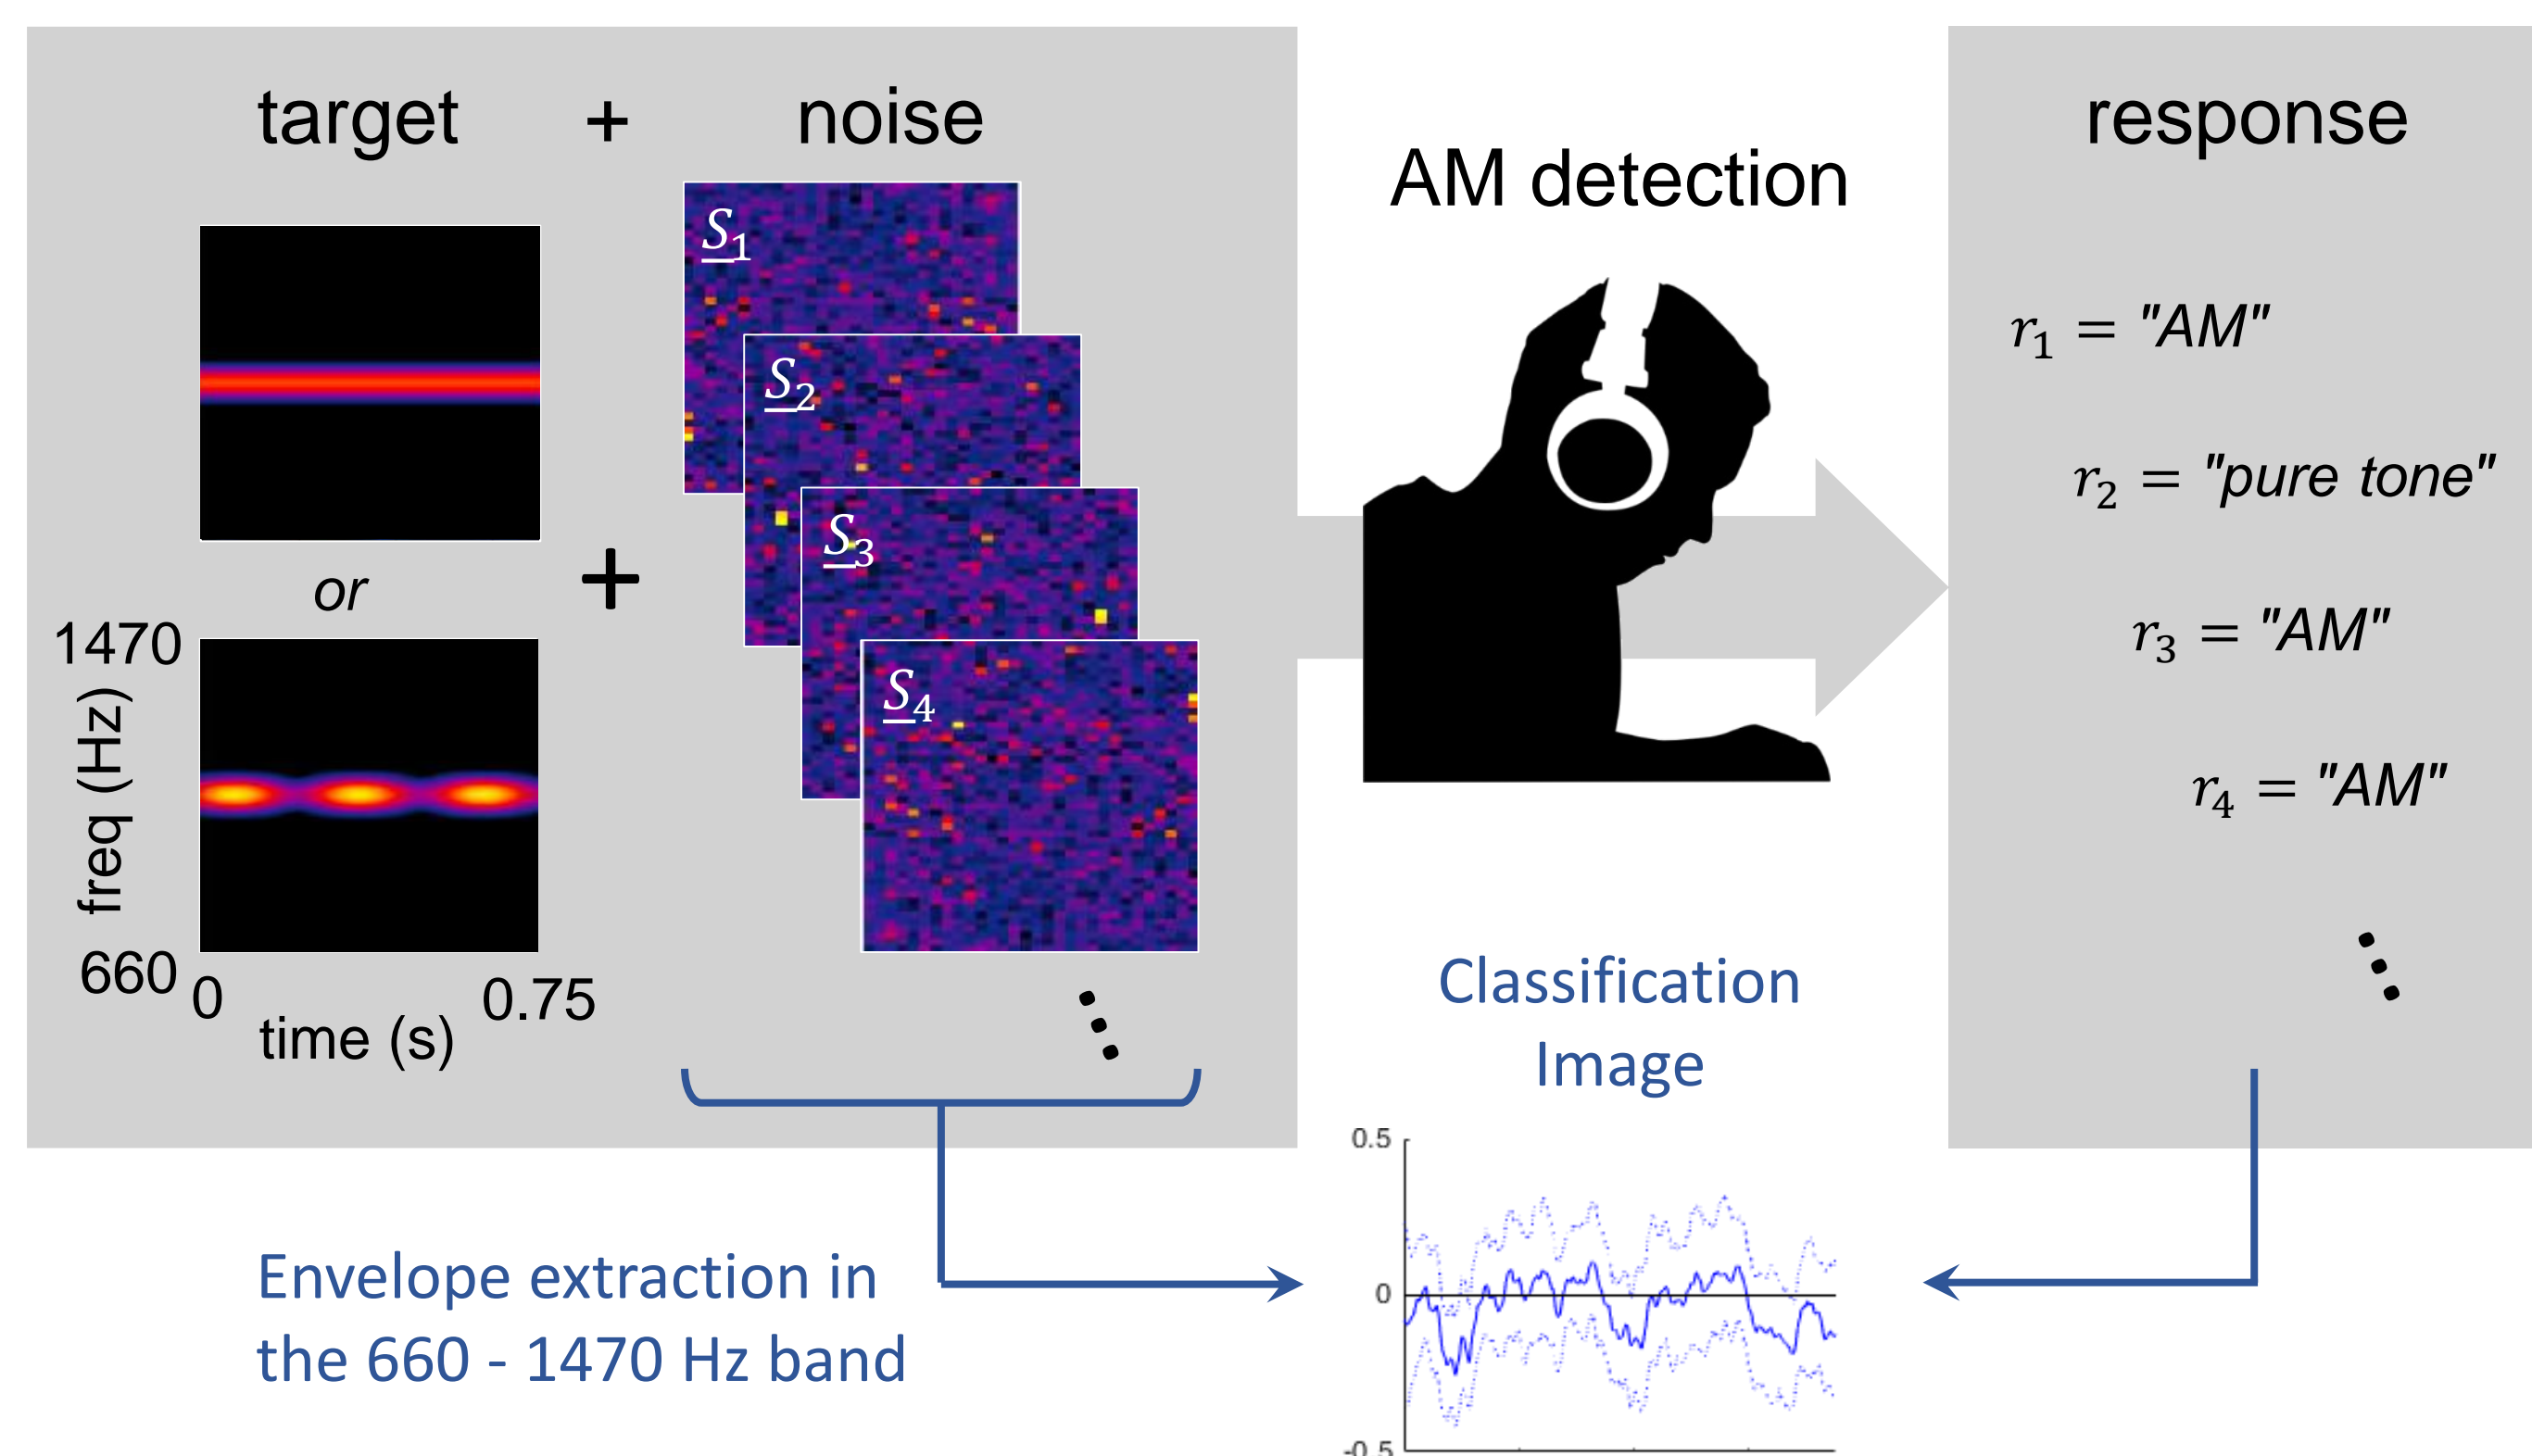 target + noise
S1
S2
S3
S4
or
+
1470
freq (Hz)
660
0
0.75
time (s)
AM detection
response
r1 = "AM"
r2 = "pure tone"
r3 = "AM"
r4 = "AM"
Classification
Image
0.5
0
-0.5
Envelope extraction in
the 660 - 1470 Hz band